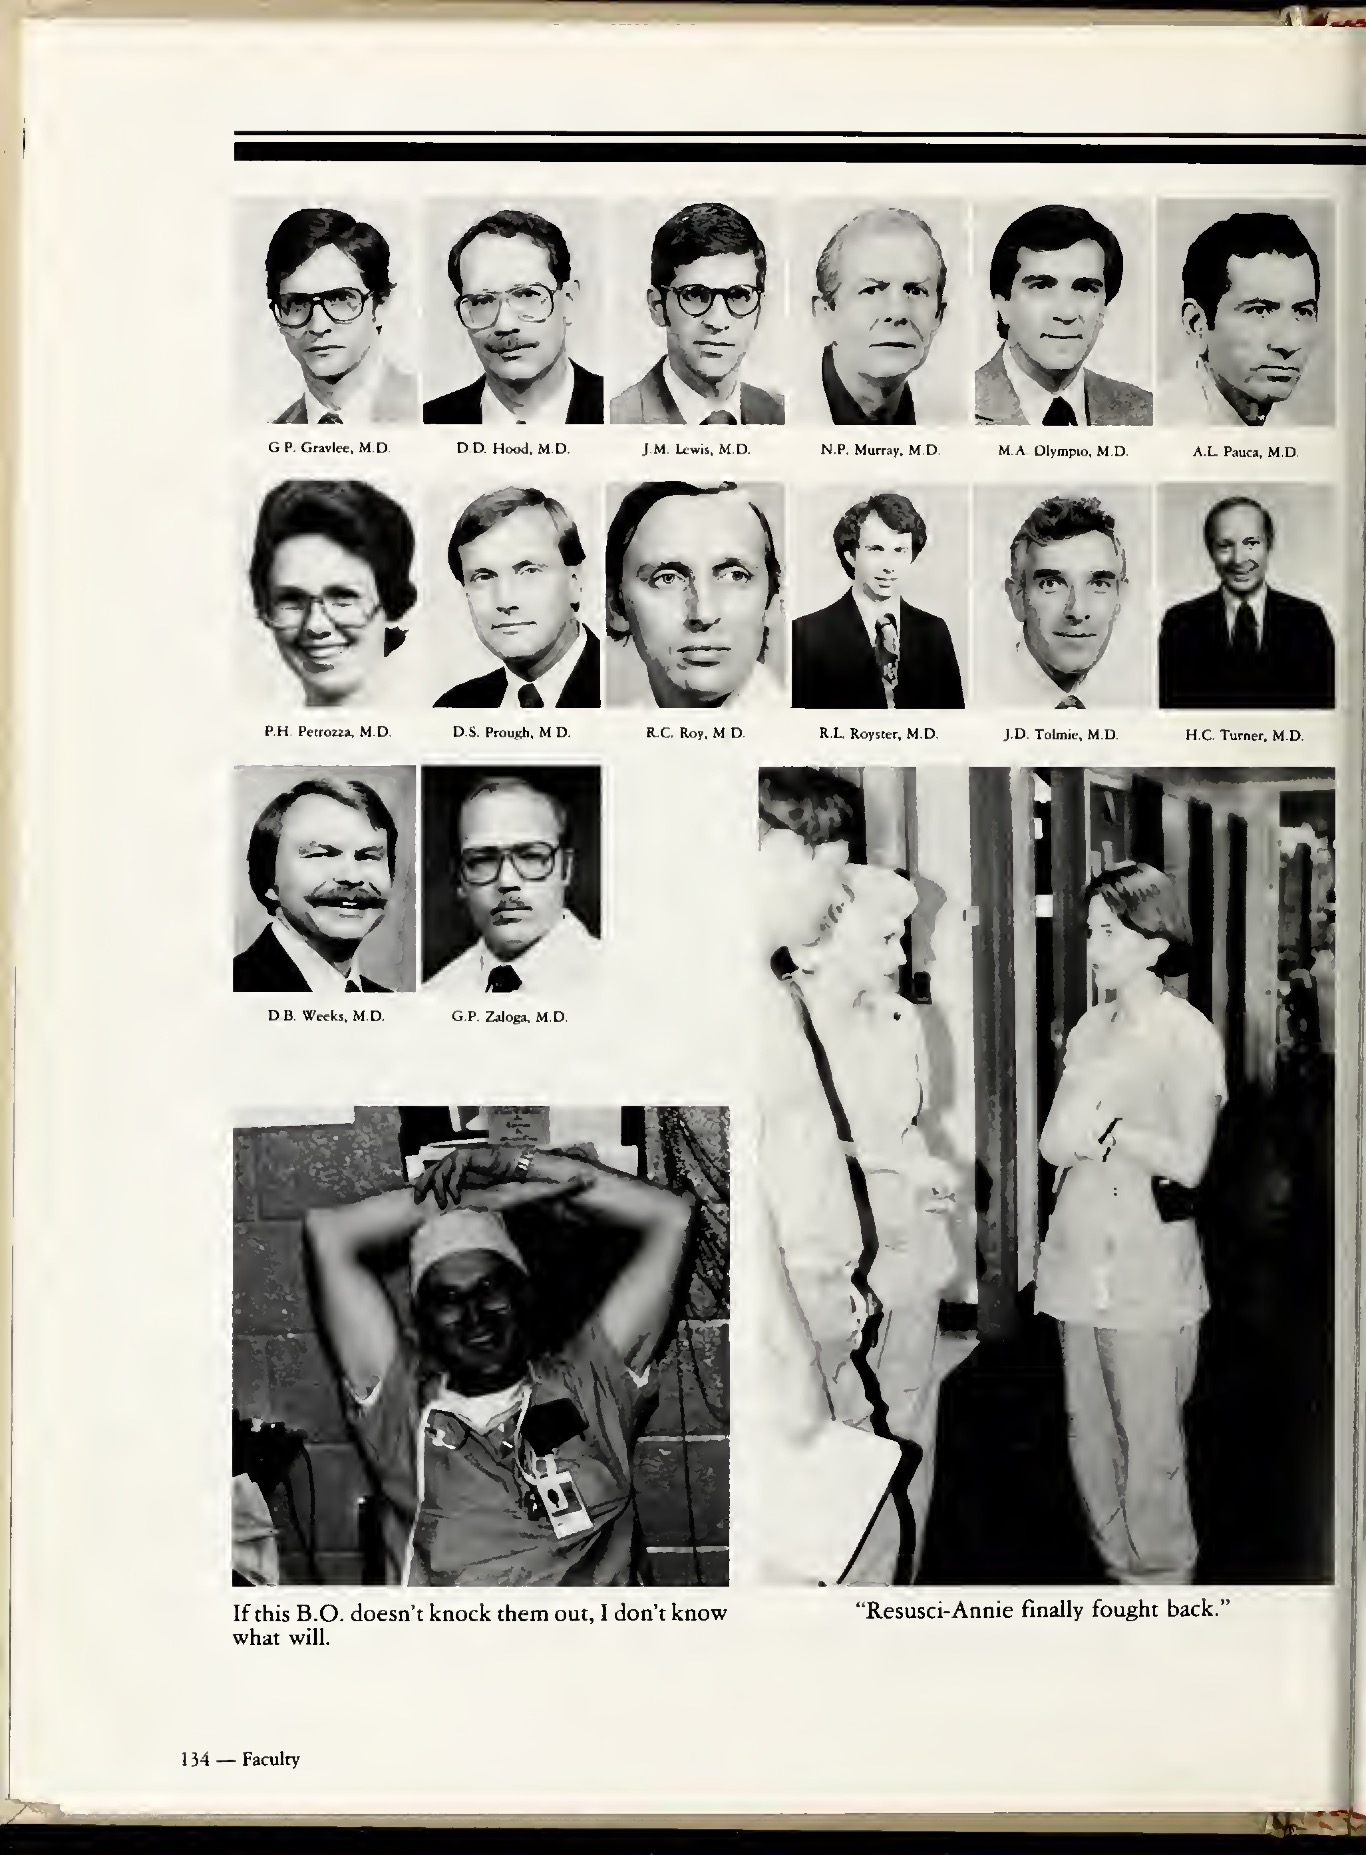 G.P. Gravlee, M.D.
D.D. Hood, M.D.
J.M. Lewis, M.D.
N.P. Murray, M.D.
M.A. Olympio, M.D.
A.L. Pauca, M.D.
P.H. Petrozza, M.D.
D.S. Prough, M.D.
R.C. Roy, M.D.
R.L. Royster, M.D.
J.D. Tolmie, M.D.
H.C. Turner, M.D.
D.B. Weeks, M.D.
G.P. Zaloga, M.D.
If this B.O. doesn't knock them out, I don't know
what will.
“Resusci-Annie finally fought back.”
134 — Faculty